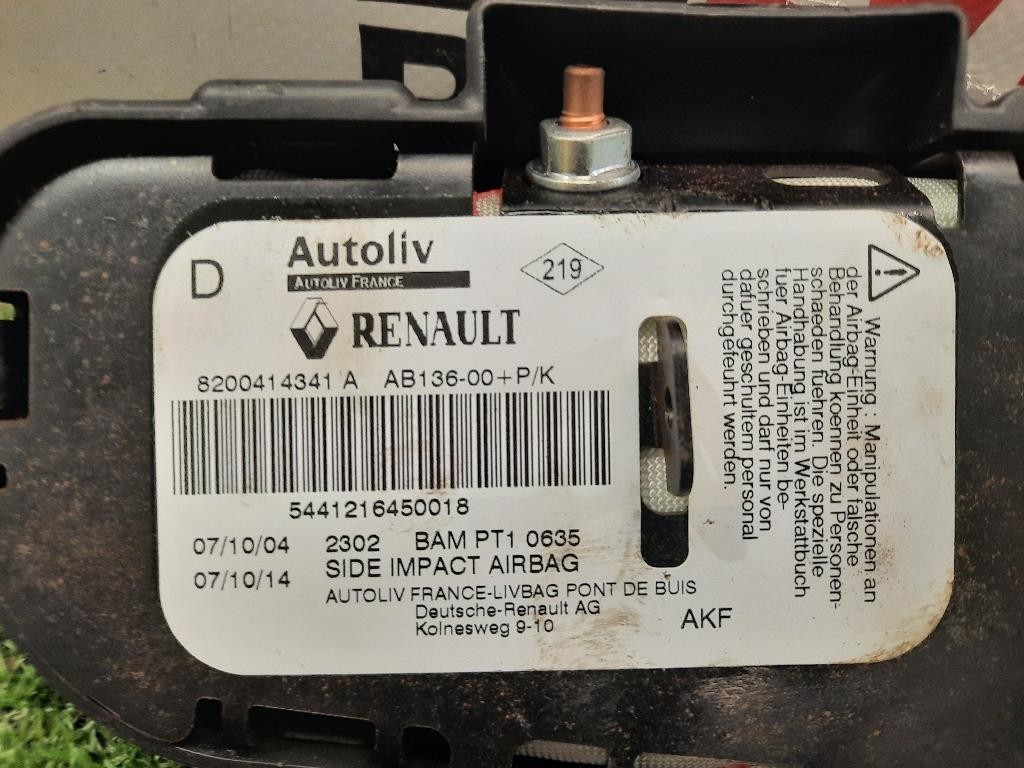 D
Autoliv
AUTOLIV FRANCE
219
RENAULT
8200414341 A AB136-00+P/K
5441216450018
07/10/04 2302 BAM PT1 0635
07/10/14 SIDE IMPACT AIRBAG
AUTOLIV FRANCE-LIVBAG PONT DE BUIS
Deutsche-Renault AG
Kolnesweg 9-10
AKF
Warnung : Manipulationen an
der Airbag-Einheit oder falsche
Behandlung koennen zu Personen-
schaeden fuehren. Die spezielle
Handhabung ist im Werkstattbuch
fuer Airbag-Einheiten be-
schrieben und darf nur von
dafuer geschultem personal
durchgefeuhrt werden.